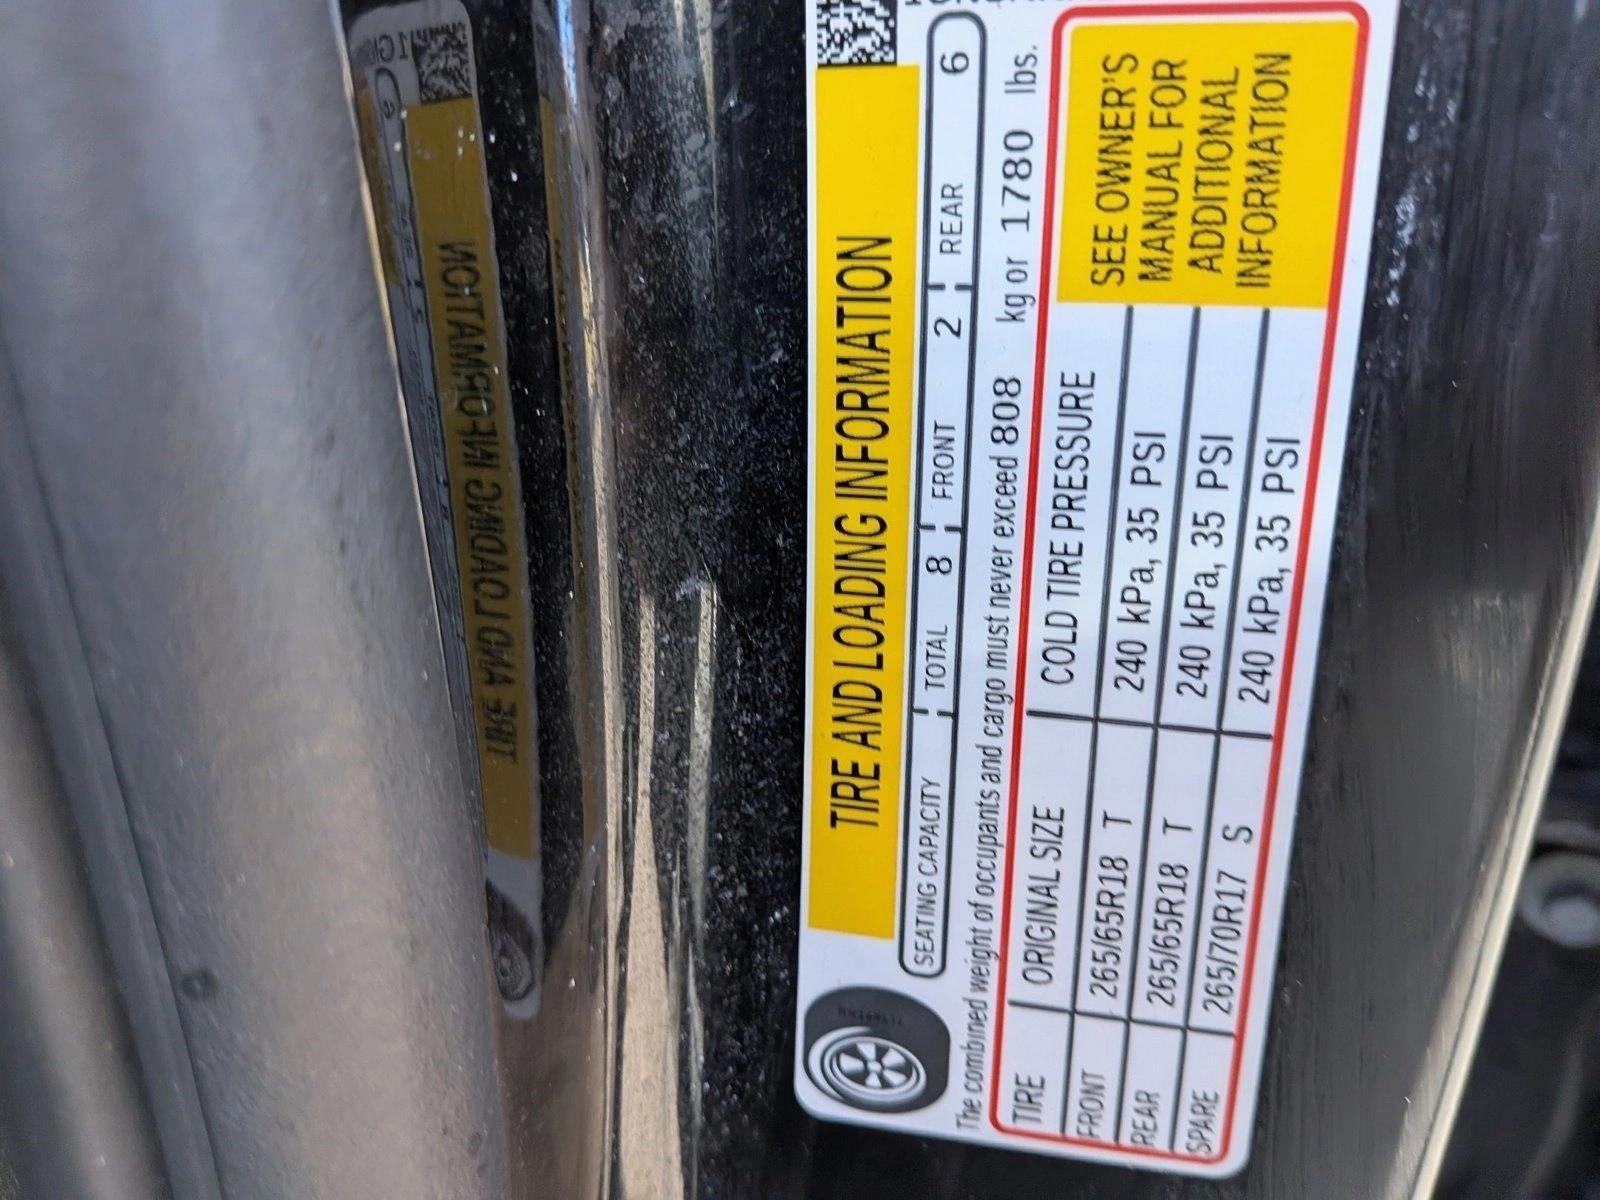 TIRE AND LOADING INFORMATION
SEATING CAPACITY TOTAL 8 FRONT 2 REAR 6
The combined weight of occupants and cargo must never exceed 808 kg or 1780 lbs.
TIRE ORIGINAL SIZE COLD TIRE PRESSURE
FRONT 265/65R18 T 240 kPa, 35 PSI
REAR 265/65R18 T 240 kPa, 35 PSI
SPARE 265/70R17 S 240 kPa, 35 PSI
SEE OWNER'S
MANUAL FOR
ADDITIONAL
INFORMATION
TIRE AND LOADING INFORMATION